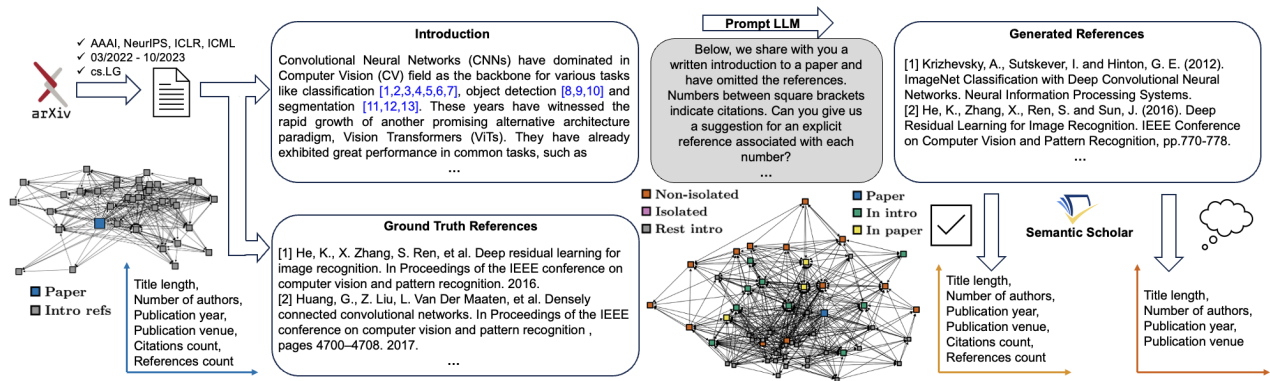 ✓ AAAI, NeurIPS, ICLR, ICML
✓ 03/2022 - 10/2023
✓ cs.LG
arXiv
Introduction
Convolutional Neural Networks (CNNs) have dominated in
Computer Vision (CV) field as the backbone for various tasks
like classification [1,2,3,4,5,6,7], object detection [8,9,10] and
segmentation [11,12,13]. These years have witnessed the
rapid growth of another promising alternative architecture
paradigm, Vision Transformers (ViTs). They have already
exhibited great performance in common tasks, such as
...
Prompt LLM
Below, we share with you a
written introduction to a paper and
have omitted the references.
Numbers between square brackets
indicate citations. Can you give us
a suggestion for an explicit
reference associated with each
number?
...
Generated References
[1] Krizhevsky, A., Sutskever, I. and Hinton, G. E. (2012).
ImageNet Classification with Deep Convolutional Neural
Networks. Neural Information Processing Systems.
[2] He, K., Zhang, X., Ren, S. and Sun, J. (2016). Deep
Residual Learning for Image Recognition. IEEE Conference
on Computer Vision and Pattern Recognition, pp.770-778.
...
Paper
Intro refs
Title length,
Number of authors,
Publication year,
Publication venue,
Citations count,
References count
Ground Truth References
[1] He, K., X. Zhang, S. Ren, et al. Deep residual learning for
image recognition. In Proceedings of the IEEE conference on
computer vision and pattern recognition. 2016.
[2] Huang, G., Z. Liu, L. Van Der Maaten, et al. Densely
connected convolutional networks. In Proceedings of the IEEE
conference on computer vision and pattern recognition ,
pages 4700–4708. 2017.
...
Non-isolated
Isolated
Rest intro
Paper
In intro
In paper
Semantic Scholar
Title length,
Number of authors,
Publication year,
Publication venue,
Citations count,
References count
Title length,
Number of authors,
Publication year,
Publication venue